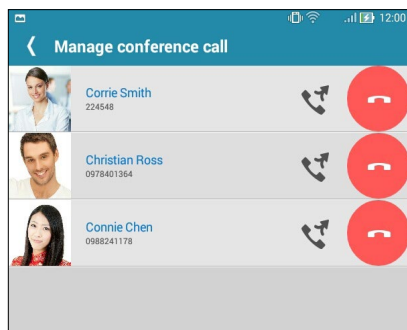 12:00
Manage conference call
Corrie Smith
224548
Christian Ross
0978401364
Connie Chen
0988241178